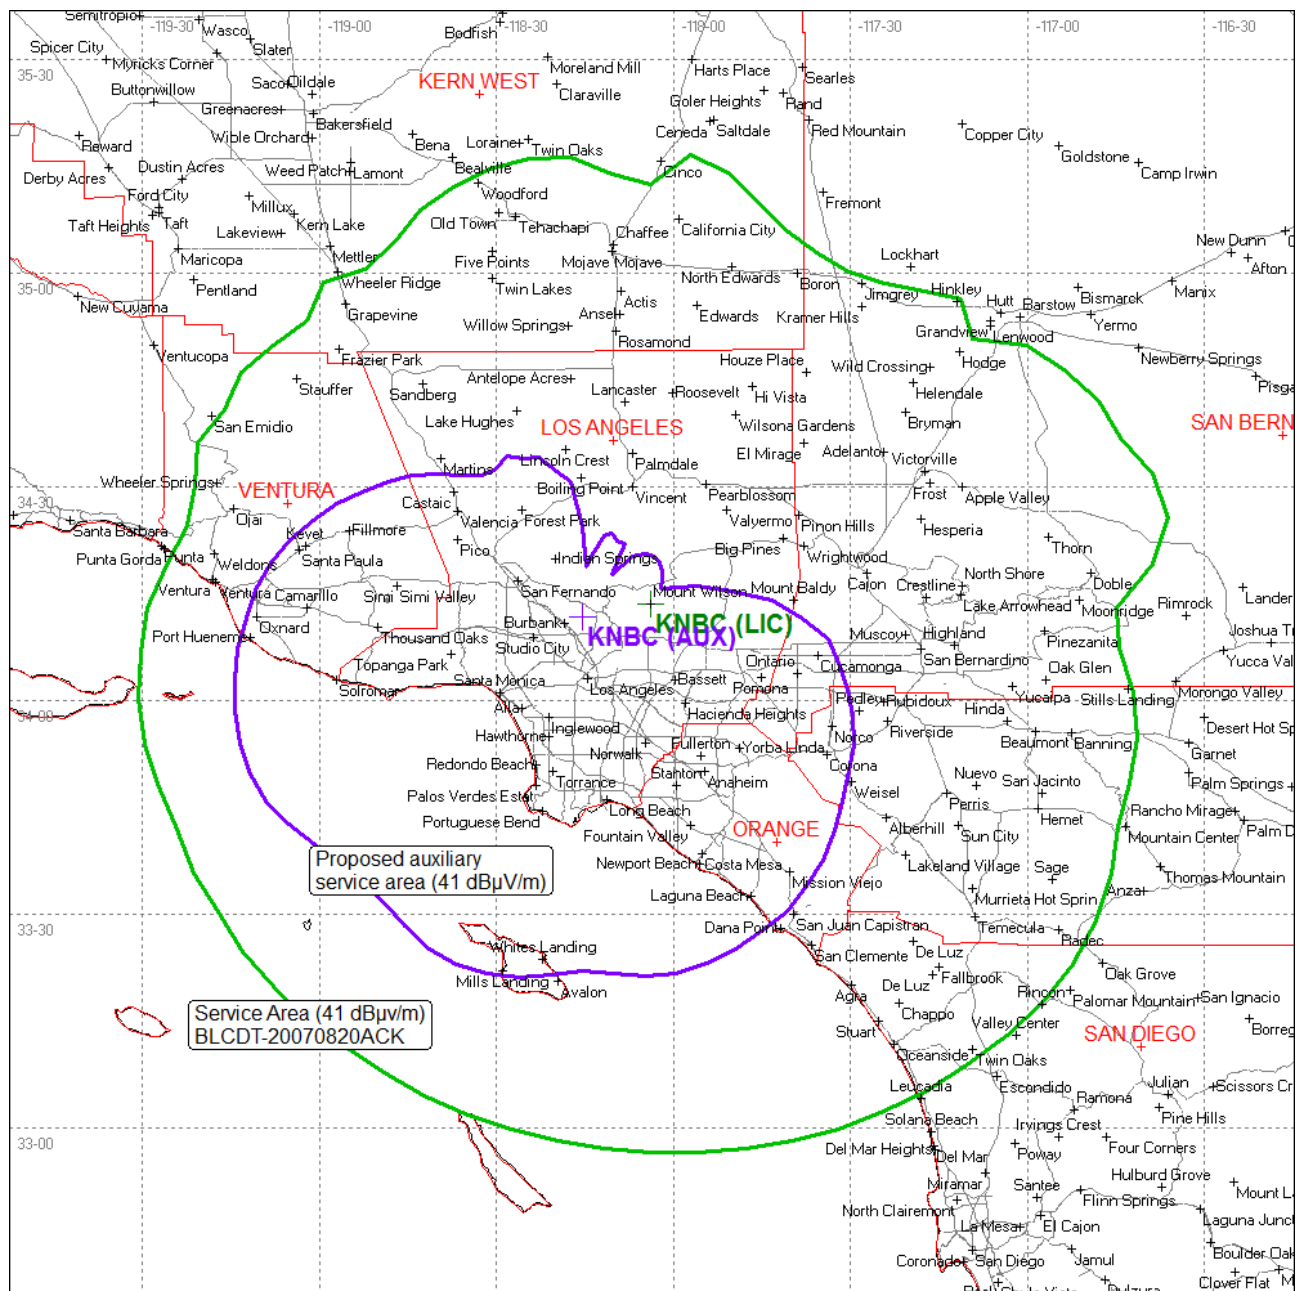 -119-30 -119-00 -118-30 -118-00 -117-30 -117-00 -116-30
Semitropic Wasco Bodfish
Spicer City Slater
Myricks Corner Moreland Mill Harts Place Searles
35-30
KERN WEST
Saco Oildale
Buttonwillow Claraville Goler Heights Rand
Greenacres
Bakersfield Ceneda Saltdale Red Mountain Copper City
Wible Orchard
Reward Bena Loraine Twin Oaks Goldstone
Dustin Acres Weed Patch Lamont Bealville Cinco Camp Irwin
Derby Acres
Ford City Woodford Fremont
Taft Heights Taft Millux Kern Lake Old Town Tehachapi Chaffee California City
Lakeview New Dunn
Maricopa Mettler Five Points Mojave Mojave Lockhart Afton
35-00
Pentland Wheeler Ridge Twin Lakes North Edwards Boron Jimgrey Hinkley Hutt Bismarck Manix
New Cuyama Grapevine Willow Springs Actis Ansel Edwards Kramer Hills Barstow Yermo
Grandview Lenwood
Rosamond
Ventucopa Frazier Park Houze Place Hodge Newberry Springs
Antelope Acres Wild Crossing
Stauffer Sandberg Lancaster Roosevelt Hi Vista Helendale
San Emidio Lake Hughes Wilsona Gardens Bryman
LOS ANGELES SAN BERN
Lincoln Crest Palmdale El Mirage Adelanto Victorville
Martins
Wheeler Springs VENTURA Castaic Boiling Point Vincent Pearblossom Frost Apple Valley
34-30
Ojai Valencia Forest Park Valyermo Pinon Hills Hesperia
Santa Barbara Kevet Fillmore
Punta Gorda Punta Santa Paula Pico Indian Springs Big Pines Wrightwood Thorn
Weldons
Ventura Ventura Camarillo Simi Simi Valley San Fernando Mount Wilson Mount Baldy Cajon Crestline North Shore Doble
Lake Arrowhead Moonridge Rimrock Lander
Oxnard Burbank KNBC (LIC)
KNBC (AUX)
Port Hueneme Thousand Oaks Studio City Muscoy Highland Pinezanita Joshua T
Topanga Park Ontario Cucamonga San Bernardino Oak Glen Yucca Val
Solromar Santa Monica Los Angeles Bassett Pomona
34-00
Alla Hacienda Heights Pedley Rubidoux Yucaipa Stills Landing Morongo Valley
Hinda
Hawthorne Inglewood Norwalk Fullerton Yorba Linda Norco Riverside Beaumont Banning Desert Hot Sp
Garnet
Redondo Beach Torrance Stanton Anaheim Corona Nuevo San Jacinto Palm Springs
Palos Verdes Est Weisel Perris
Portuguese Bend Long Beach Hemet Rancho Mirage
Fountain Valley ORANGE Alberhill Sun City Mountain Center Palm D
Proposed auxiliary
service area (41 dBµV/m)
Newport Beach Costa Mesa Lakeland Village Sage Thomas Mountain
Mission Viejo
Laguna Beach Murrieta Hot Sprin Anza
33-30
Dana Point San Juan Capistran Temecula Radec
Whites Landing San Clemente De Luz
Mills Landing Avalon De Luz Fallbrook Oak Grove
Agra Rincon Palomar Mountain San Ignacio
Service Area (41 dBµv/m)
BLCDT-20070820ACK
Chappo
Stuart Valley Center SAN DIEGO Borreg
Oceanside Twin Oaks
Leucadia Escondido Julian Scissors Cr
Ramona
Solana Beach Irvings Crest Pine Hills
33-00
Del Mar Heights Del Mar Poway Four Corners
Miramar Santee Hulburd Grove Mount L
Flinn Springs
North Clairemont La Mesa El Cajon Laguna Junct
Coronado San Diego Jamul Boulder Oak
Clover Flat